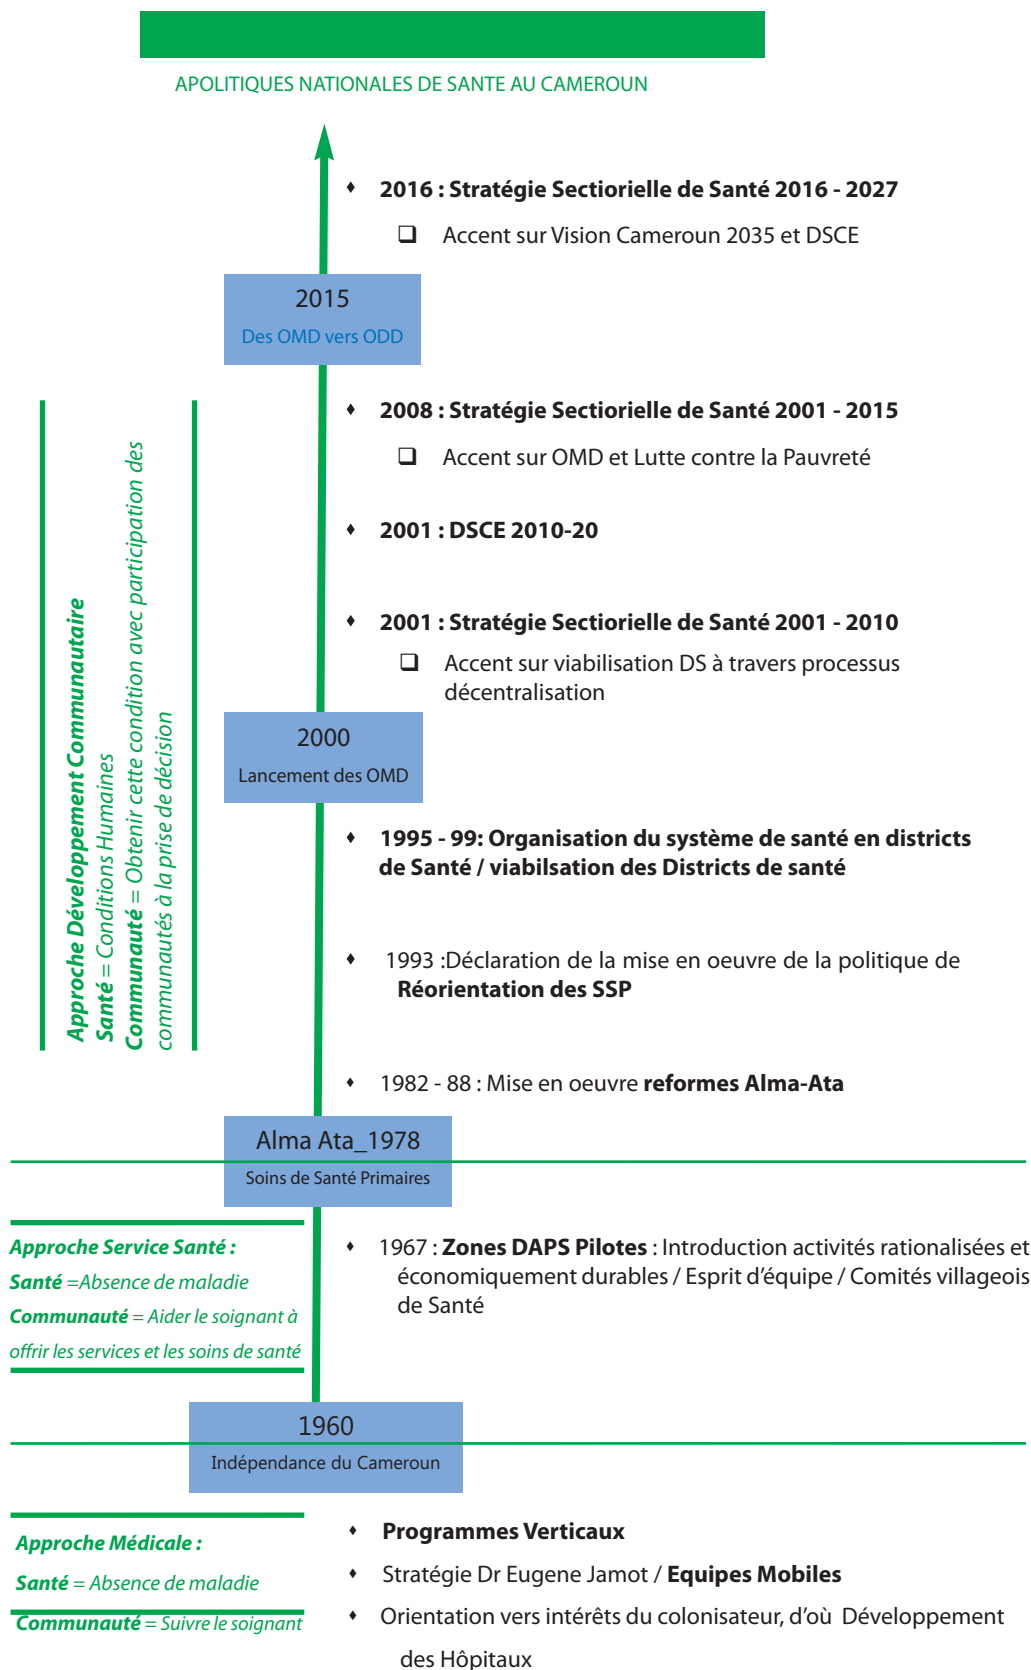 APOLITIQUES NATIONALES DE SANTE AU CAMEROUN
2016 : Stratégie Sectiorielle de Santé 2016 - 2027
❑ Accent sur Vision Cameroun 2035 et DSCE
2015
Des OMD vers ODD
2008 : Stratégie Sectiorielle de Santé 2001 - 2015
❑ Accent sur OMD et Lutte contre la Pauvreté
2001 : DSCE 2010-20
2001 : Stratégie Sectiorielle de Santé 2001 - 2010
❑ Accent sur viabilisation DS à travers processus
décentralisation
2000
Lancement des OMD
1995 - 99: Organisation du système de santé en districts
de Santé / viabilsation des Districts de santé
1993 :Déclaration de la mise en oeuvre de la politique de
Réorientation des SSP
1982 - 88 : Mise en oeuvre reformes Alma-Ata
Approche Développement Communautaire
Santé = Conditions Humaines
Communauté = Obtenir cette condition avec participation des
communautés à la prise de décision
Alma Ata_1978
Soins de Santé Primaires
Approche Service Santé :
Santé =Absence de maladie
Communauté = Aider le soignant à
offrir les services et les soins de santé
1967 : Zones DAPS Pilotes : Introduction activités rationalisées et
économiquement durables / Esprit d'équipe / Comités villageois
de Santé
1960
Indépendance du Cameroun
Approche Médicale :
Santé = Absence de maladie
Communauté = Suivre le soignant
Programmes Verticaux
Stratégie Dr Eugene Jamot / Equipes Mobiles
Orientation vers intérêts du colonisateur, d'où Développement
des Hôpitaux